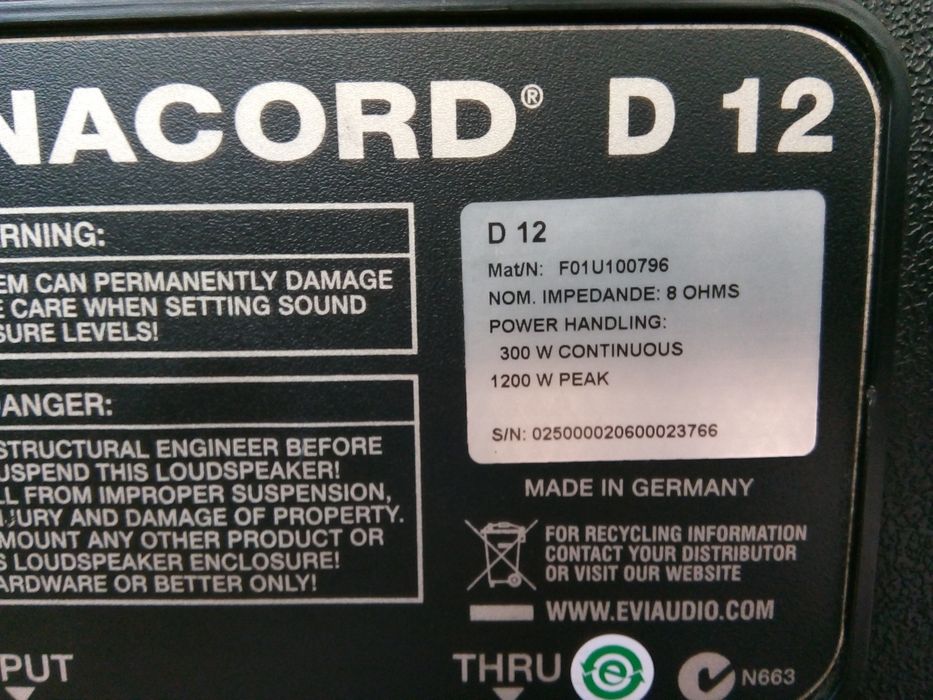 NACORD® D 12
RNING:
EM CAN PERMANENTLY DAMAGE
E CARE WHEN SETTING SOUND
SURE LEVELS!
ANGER:
STRUCTURAL ENGINEER BEFORE
USPEND THIS LOUDSPEAKER!
LL FROM IMPROPER SUSPENSION,
JURY AND DAMAGE OF PROPERTY.
MOUNT ANY OTHER PRODUCT OR
S LOUDSPEAKER ENCLOSURE!
ARDWARE OR BETTER ONLY!
D 12
Mat/N: F01U100796
NOM. IMPEDANDE: 8 OHMS
POWER HANDLING:
300 W CONTINUOUS
1200 W PEAK
S/N: 025000020600023766
MADE IN GERMANY
FOR RECYCLING INFORMATION
CONTACT YOUR DISTRIBUTOR
OR VISIT OUR WEBSITE
WWW.EVIAUDIO.COM
PUT
THRU
e
N663